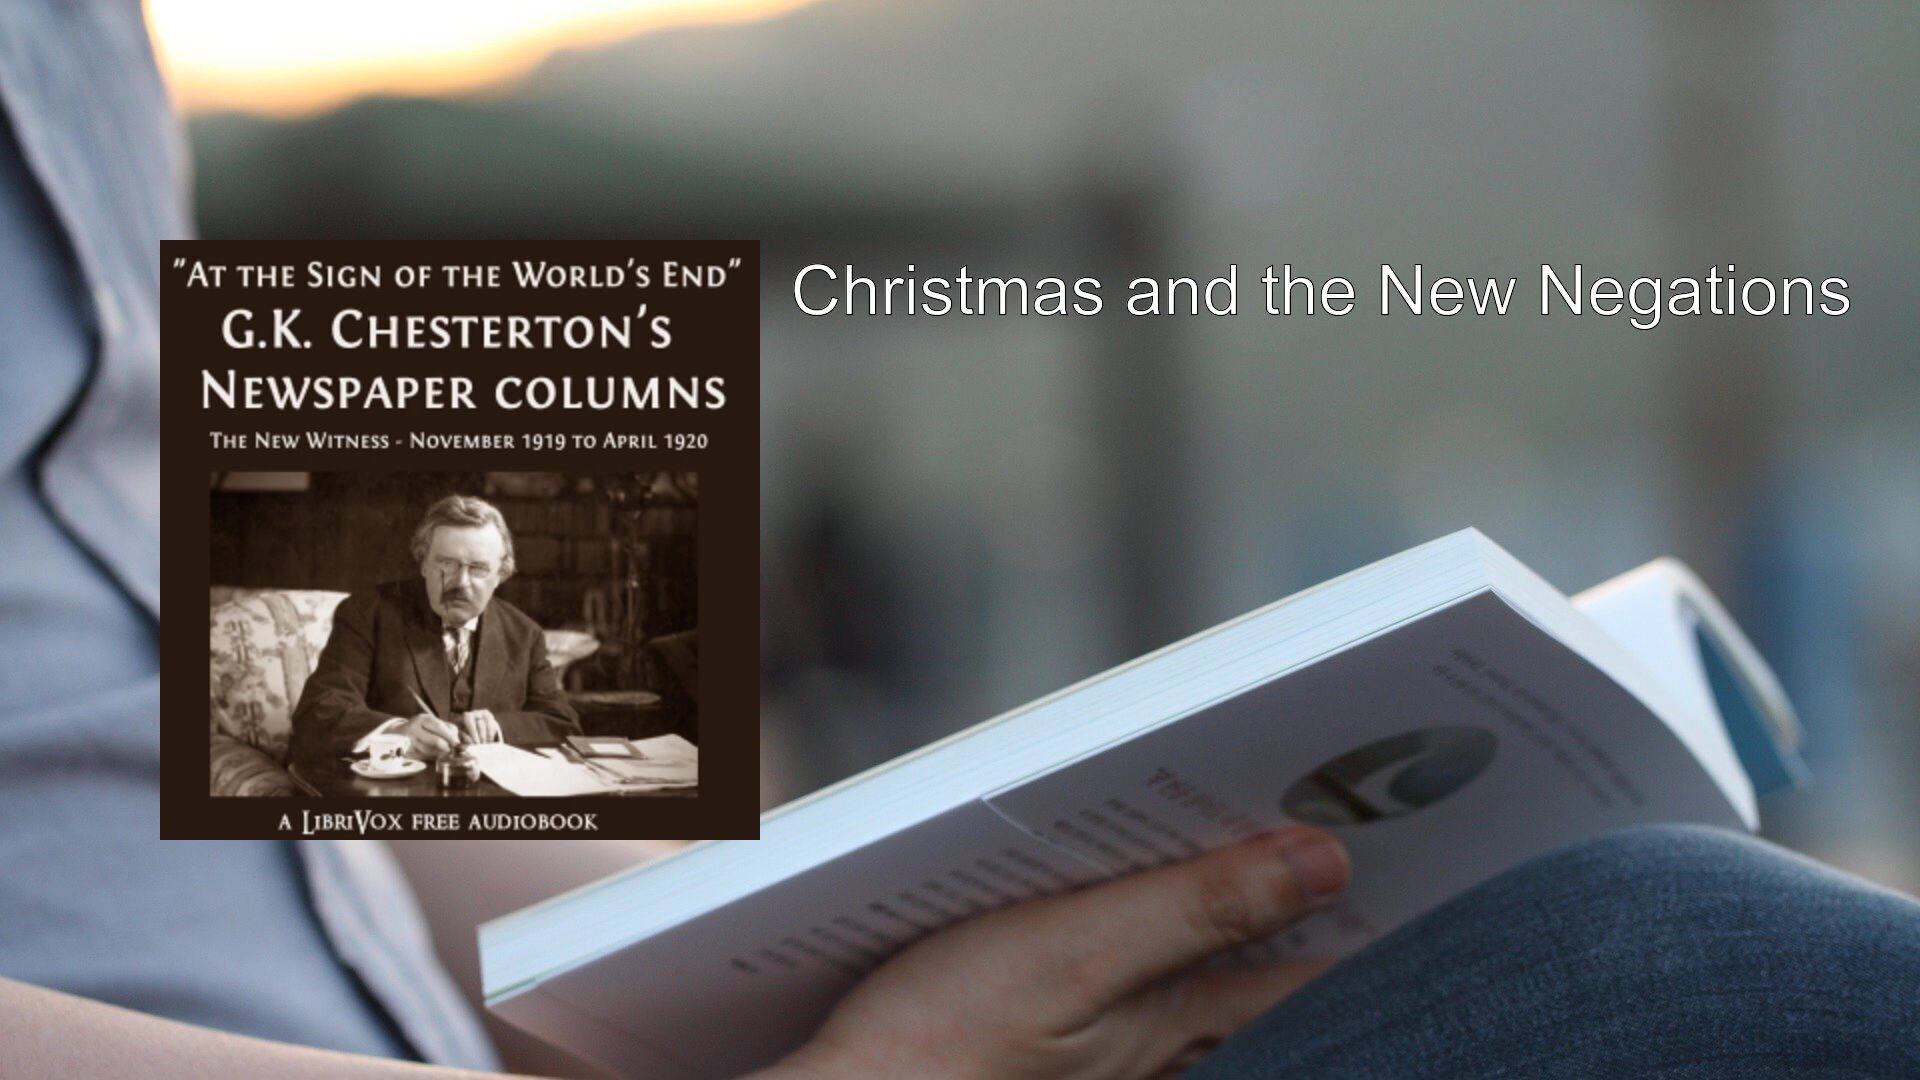 "At the Sign of the World's End"
G.K. Chesterton's
Newspaper columns
The New Witness - November 1919 to April 1920
a LibriVox free audiobook
Christmas and the New Negations